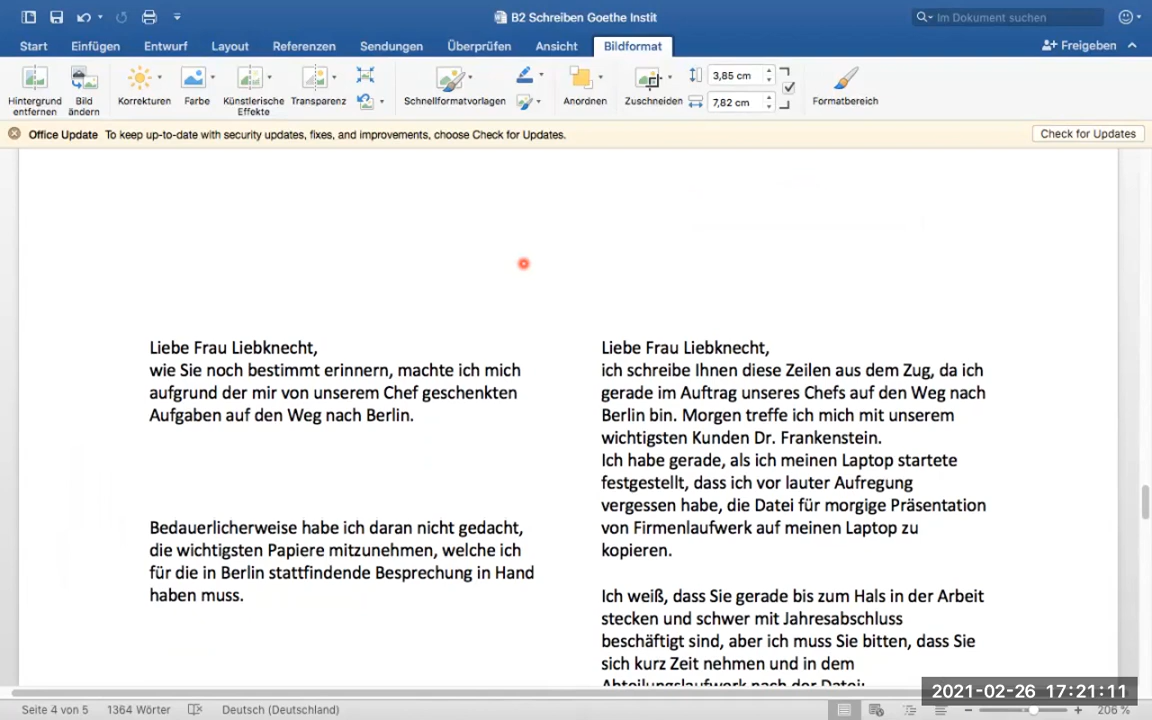 B2 Schreiben Goethe Instit
Im Dokument suchen
Start Einfügen Entwurf Layout Referenzen Sendungen Überprüfen Ansicht Bildformat Freigeben
Hintergrund entfernen
Bild ändern
Korrekturen
Farbe
Künstlerische Effekte
Transparenz
Schnellformatvorlagen
Anordnen
Zuschneiden
3,85 cm
7,82 cm
Formatbereich
Office Update To keep up-to-date with security updates, fixes, and improvements, choose Check for Updates.
Check for Updates
Liebe Frau Liebknecht,
wie Sie noch bestimmt erinnern, machte ich mich
aufgrund der mir von unserem Chef geschenkten
Aufgaben auf den Weg nach Berlin.
Bedauerlicherweise habe ich daran nicht gedacht,
die wichtigsten Papiere mitzunehmen, welche ich
für die in Berlin stattfindende Besprechung in Hand
haben muss.
Liebe Frau Liebknecht,
ich schreibe Ihnen diese Zeilen aus dem Zug, da ich
gerade im Auftrag unseres Chefs auf den Weg nach
Berlin bin. Morgen treffe ich mich mit unserem
wichtigsten Kunden Dr. Frankenstein.
Ich habe gerade, als ich meinen Laptop startete
festgestellt, dass ich vor lauter Aufregung
vergessen habe, die Datei für morgige Präsentation
von Firmenlaufwerk auf meinen Laptop zu
kopieren.
Ich weiß, dass Sie gerade bis zum Hals in der Arbeit
stecken und schwer mit Jahresabschluss
beschäftigt sind, aber ich muss Sie bitten, dass Sie
sich kurz Zeit nehmen und in dem
Abteilungslaufwerk nach der Datei:
2021-02-26 17:21:11
Seite 4 von 5 1364 Wörter Deutsch (Deutschland) 206 %